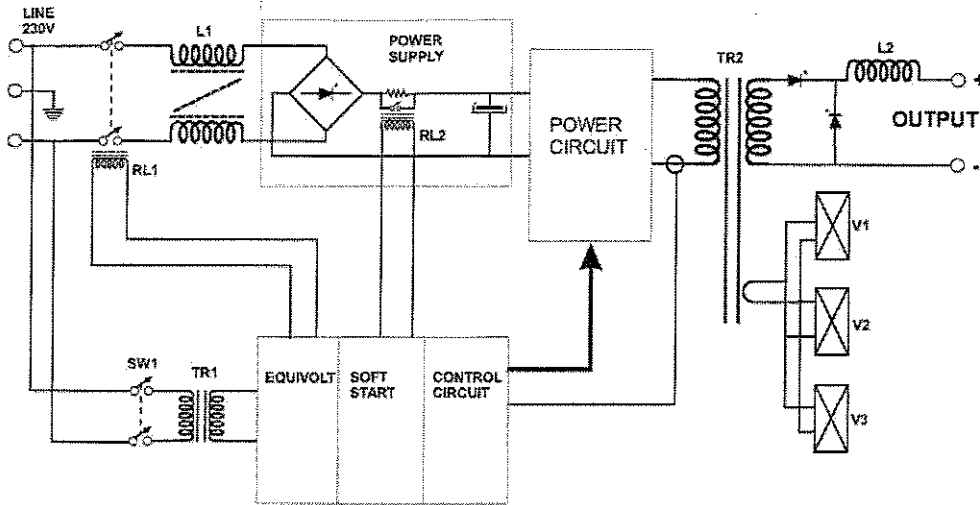 LINE
230V
L1
POWER
SUPPLY
TR2
L2
+
OUTPUT
-
RL1
RL2
POWER
CIRCUIT
V1
V2
V3
SW1
TR1
EQUIVOLT
SOFT
START
CONTROL
CIRCUIT